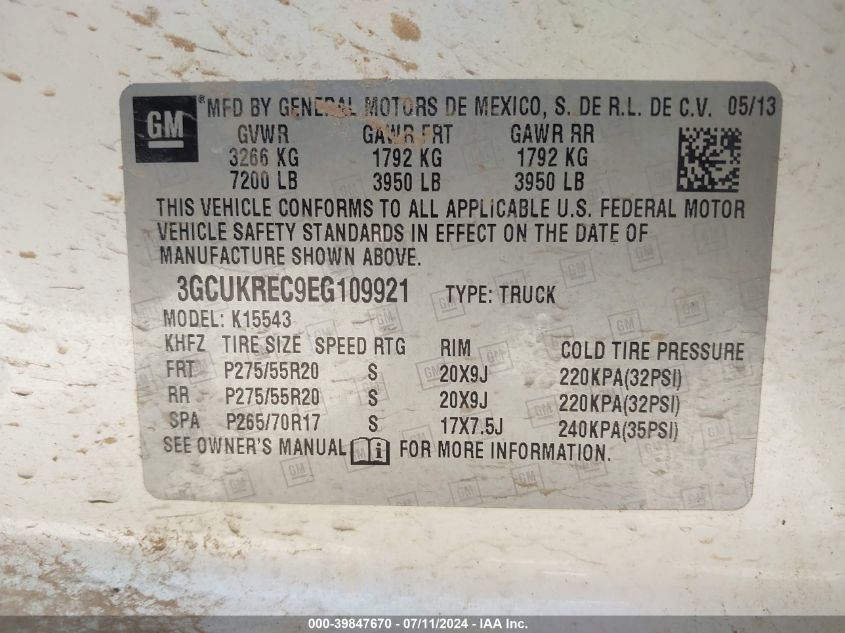 GM
® MFD BY GENERAL MOTORS DE MEXICO, S. DE R.L. DE C.V. 05/13
GVWR GAWR FRT GAWR RR
3266 KG 1792 KG 1792 KG
7200 LB 3950 LB 3950 LB
THIS VEHICLE CONFORMS TO ALL APPLICABLE U.S. FEDERAL MOTOR
VEHICLE SAFETY STANDARDS IN EFFECT ON THE DATE OF
MANUFACTURE SHOWN ABOVE.
3GCUKREC9EG109921 TYPE: TRUCK
MODEL: K15543
KHFZ TIRE SIZE SPEED RTG RIM COLD TIRE PRESSURE
FRT P275/55R20 S 20X9J 220KPA(32PSI)
RR P275/55R20 S 20X9J 220KPA(32PSI)
SPA P265/70R17 S 17X7.5J 240KPA(35PSI)
SEE OWNER'S MANUAL i FOR MORE INFORMATION.
000-39847670 - 07/11/2024 - IAA Inc.